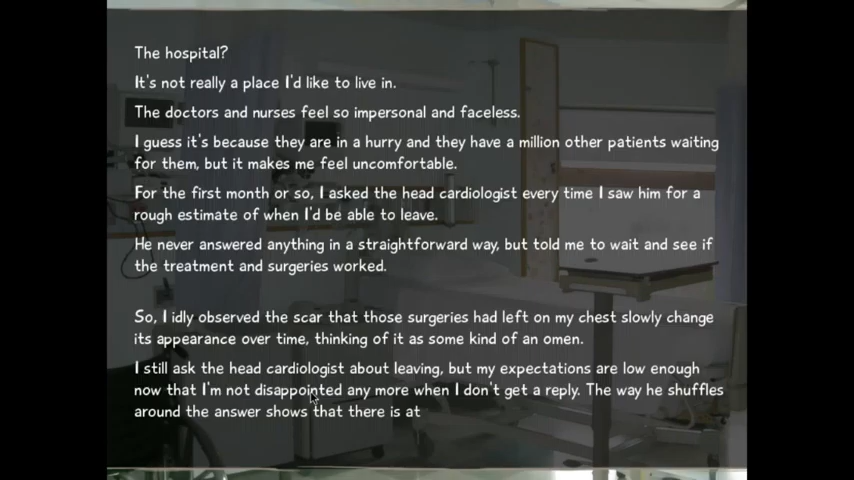 The hospital?
It's not really a place I'd like to live in.
The doctors and nurses feel so impersonal and faceless.
I guess it's because they are in a hurry and they have a million other patients waiting
for them, but it makes me feel uncomfortable.
For the first month or so, I asked the head cardiologist every time I saw him for a
rough estimate of when I'd be able to leave.
He never answered anything in a straightforward way, but told me to wait and see if
the treatment and surgeries worked.
So, I idly observed the scar that those surgeries had left on my chest slowly change
its appearance over time, thinking of it as some kind of an omen.
I still ask the head cardiologist about leaving, but my expectations are low enough
now that I'm not disappointed any more when I don't get a reply. The way he shuffles
around the answer shows that there is at